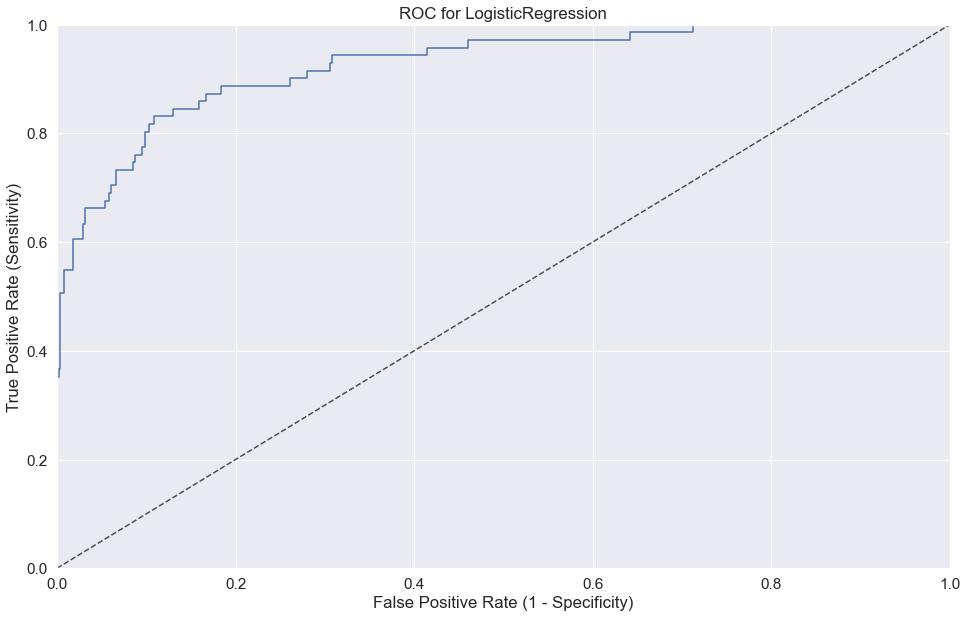 ROC for LogisticRegression
1.0
0.8
0.6
0.4
0.2
0.0
True Positive Rate (Sensitivity)
0.0 0.2 0.4 0.6 0.8 1.0
False Positive Rate (1 - Specificity)